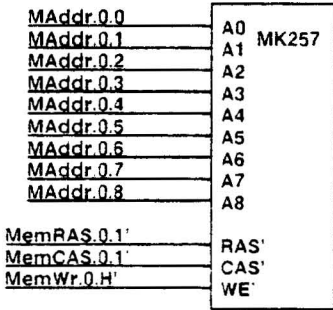 MAddr.0.0
MAddr.0.1
MAddr.0.2
MAddr.0.3
MAddr.0.4
MAddr.0.5
MAddr.0.6
MAddr.0.7
MAddr.0.8
MemRAS.0.1'
MemCAS.0.1'
MemWr.0.H'
A0 MK257
A1
A2
A3
A4
A5
A6
A7
A8
RAS'
CAS'
WE'